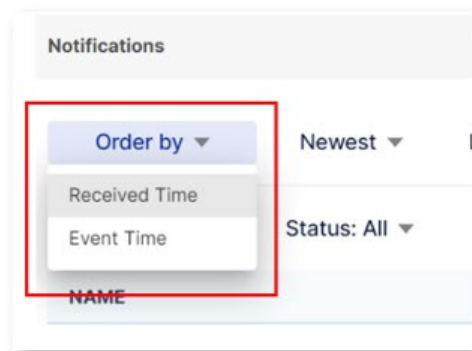 Notifications
Order by Newest
Received Time
Event Time
Status: All
NAME